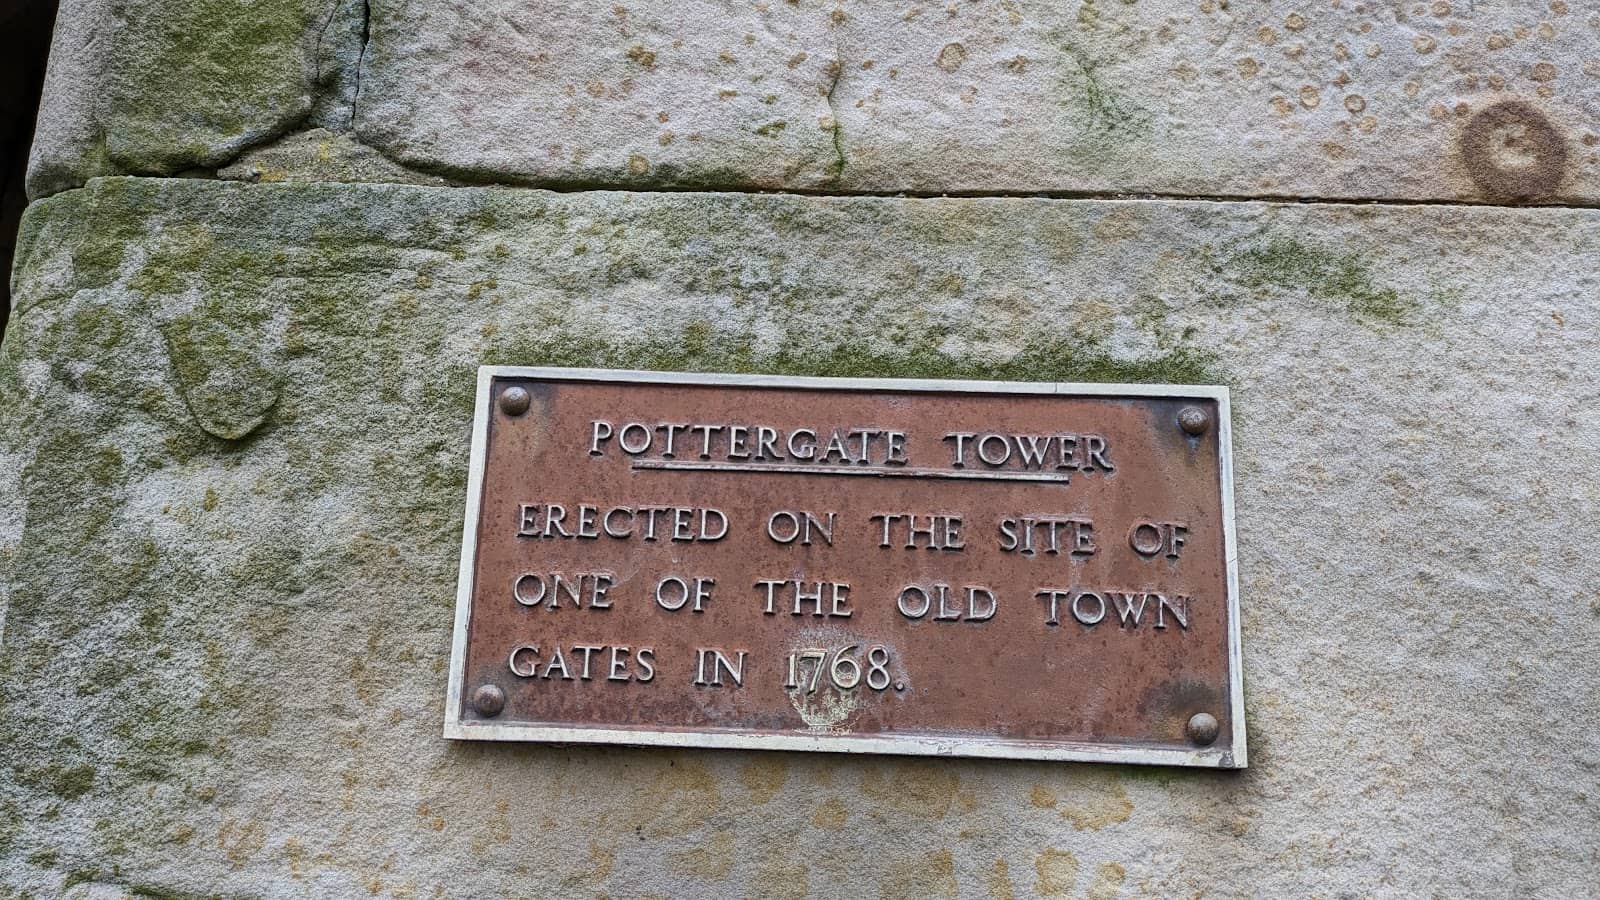 POTTERGATE TOWER
ERECTED ON THE SITE OF
ONE OF THE OLD TOWN
GATES IN 1768.